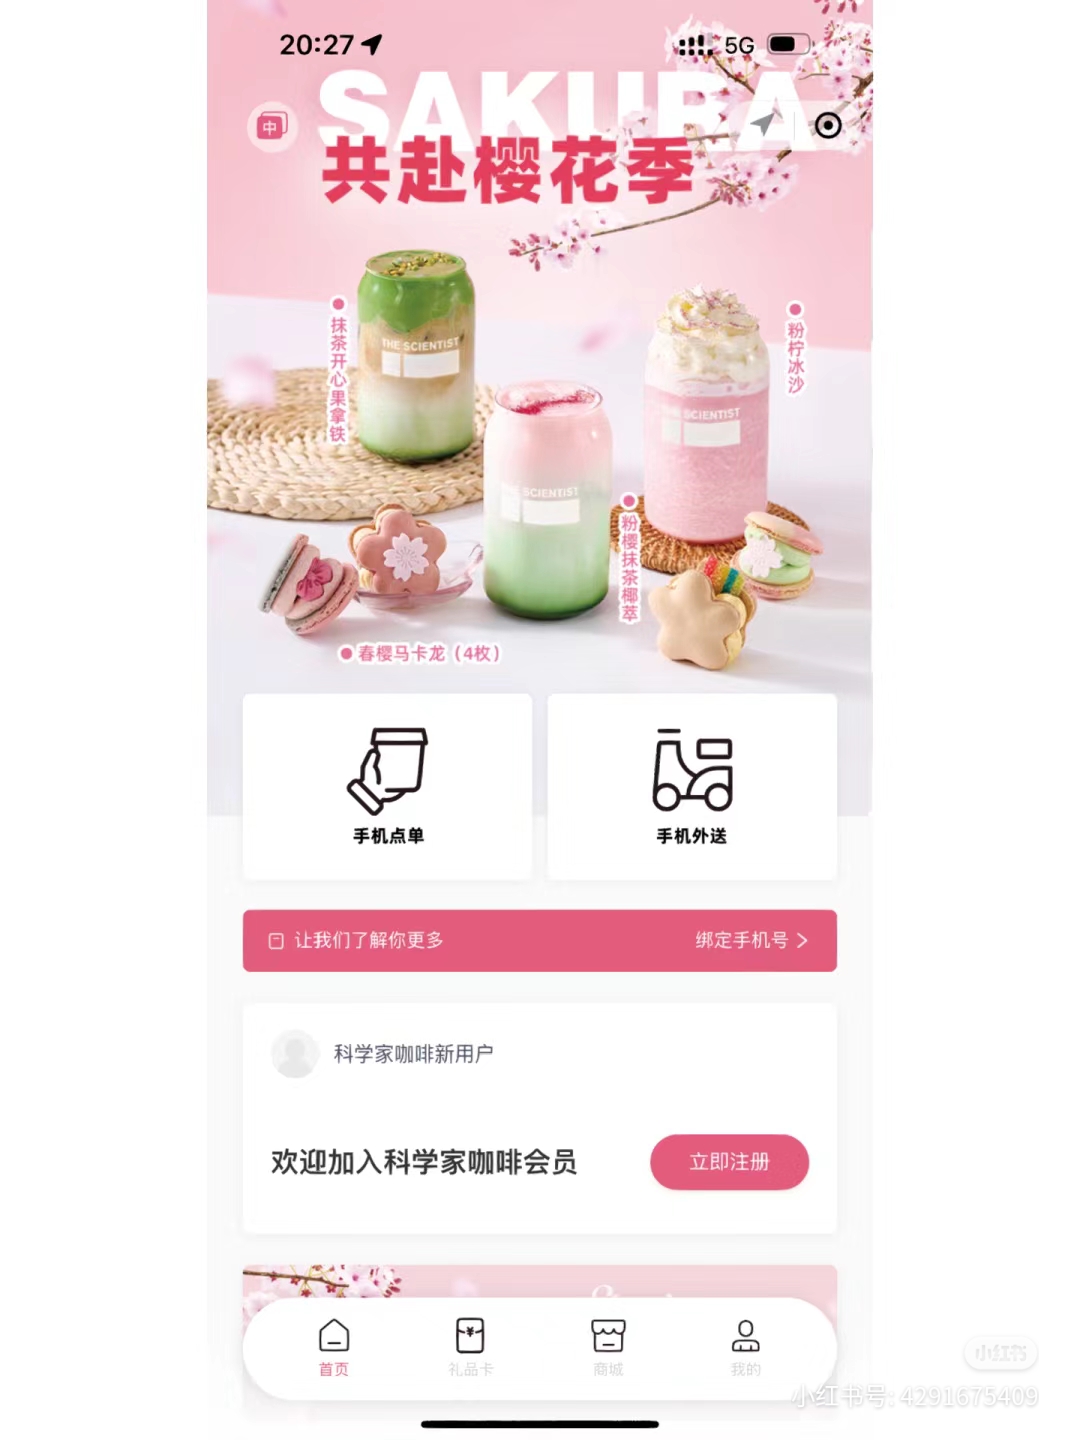 20:27
5G
中
SAKURA
共赴樱花季
抹茶开心果拿铁
THE SCIENTIST
粉柠冰沙
THE SCIENTIST
THE SCIENTIST
粉樱抹茶椰萃
春樱马卡龙（4枚）
手机点单
手机外送
让我们了解你更多
绑定手机号
科学家咖啡新用户
欢迎加入科学家咖啡会员
立即注册
首页
礼品卡
商城
我的
小红书
小红书号: 4291675409